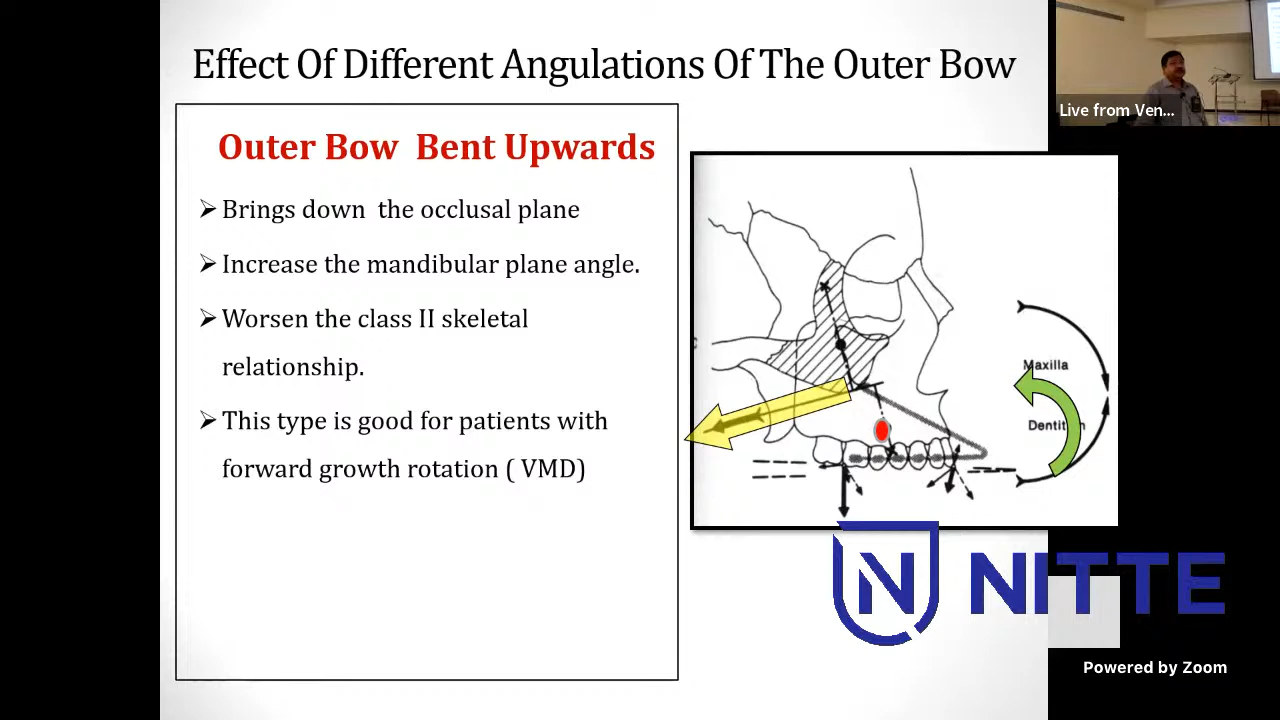 Effect Of Different Angulations Of The Outer Bow
Live from Ven...
Outer Bow Bent Upwards
Brings down the occlusal plane
Increase the mandibular plane angle.
Worsen the class II skeletal
relationship.
This type is good for patients with
forward growth rotation ( VMD)
Maxilla
NITTE
Powered by Zoom